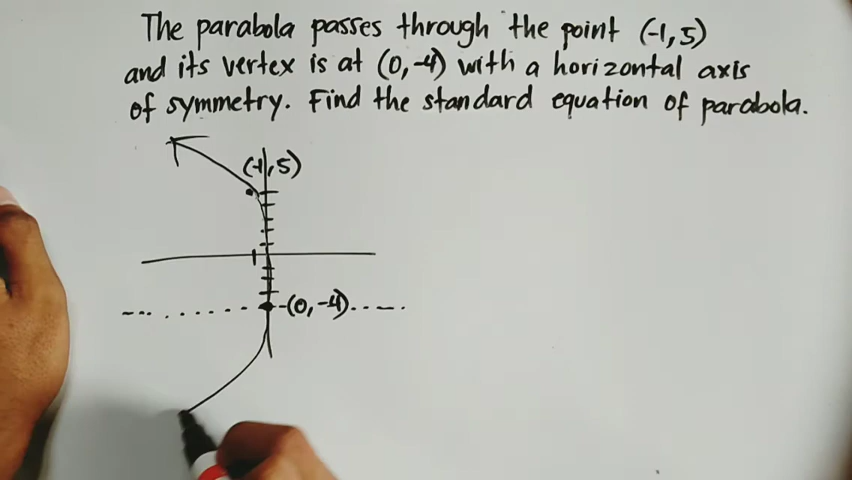 The parabola passes through the point (-1, 5)
and its vertex is at (0, -4) with a horizontal axis
of symmetry. Find the standard equation of parabola.
(-1, 5)
(0, -4)